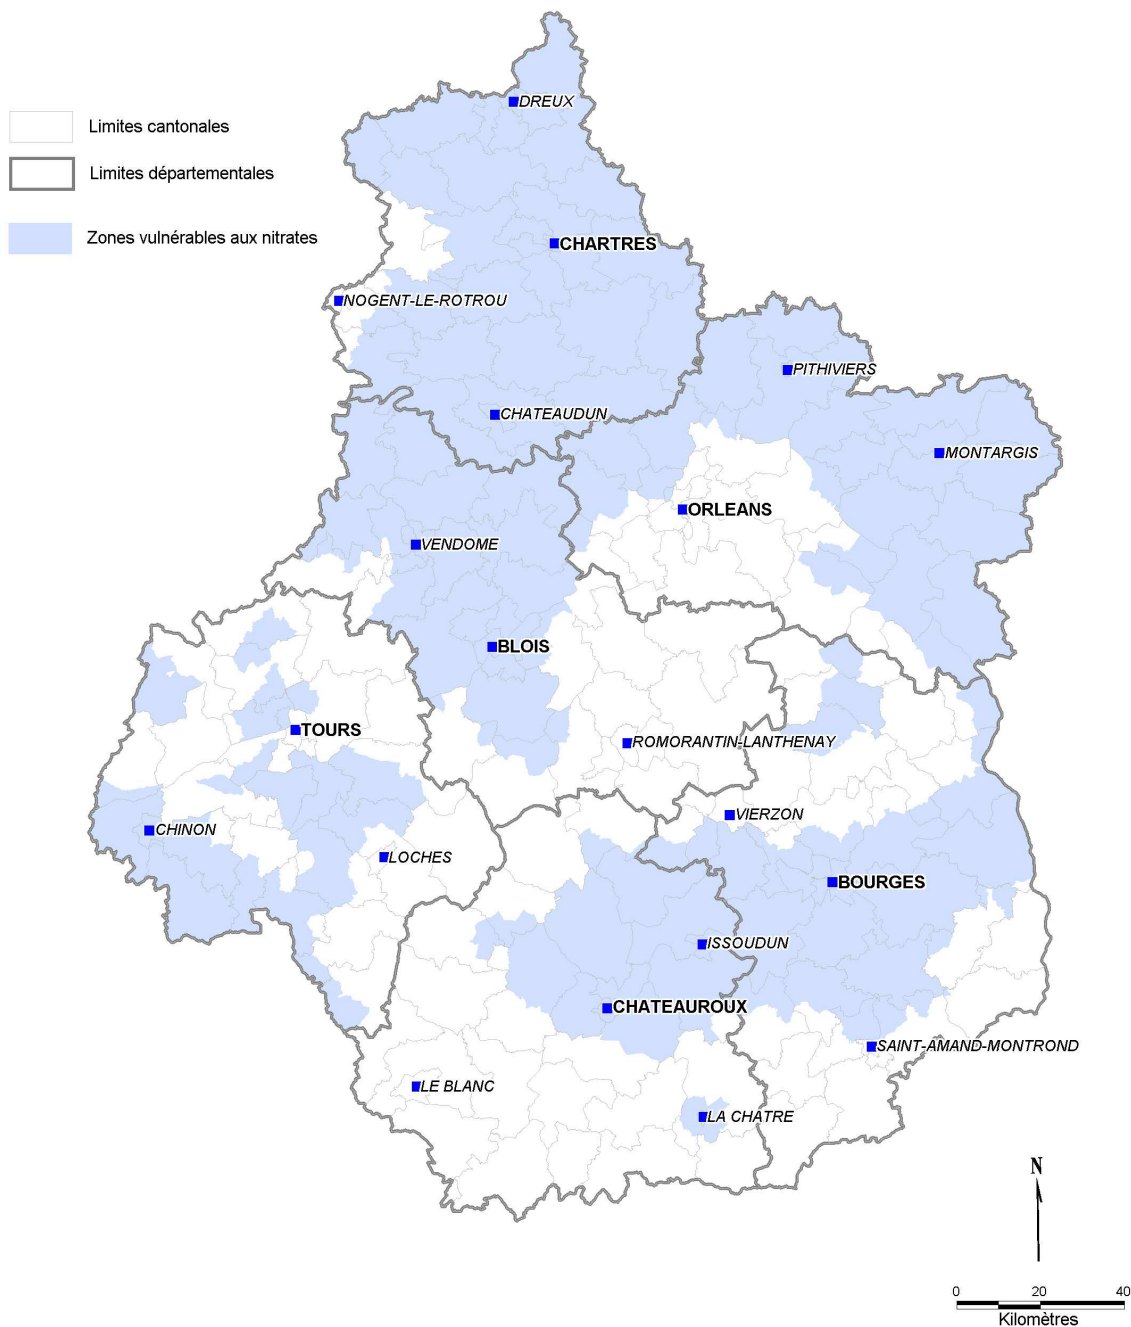 DREUX
Limites cantonales
Limites départementales
Zones vulnérables aux nitrates
CHARTRES
NOGENT-LE-ROTROU
PITHIVIERS
CHATEAUDUN
MONTARGIS
ORLEANS
VENDOME
BLOIS
TOURS
ROMORANTIN-LANTHENAY
VIERZON
CHINON
LOCHES
BOURGES
ISSOUDUN
CHATEAUROUX
SAINT-AMAND-MONTROND
LE BLANC
LA CHATRE
N
0 20 40
Kilomètres